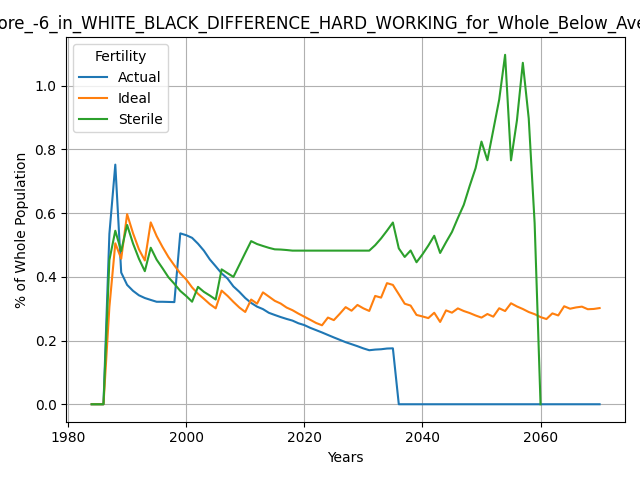 ore_-6_in_WHITE_BLACK_DIFFERENCE_HARD_WORKING_for_Whole_Below_Ave
Fertility
Actual
Ideal
Sterile
% of Whole Population
1.0
0.8
0.6
0.4
0.2
0.0
1980
2000
2020
2040
2060
Years